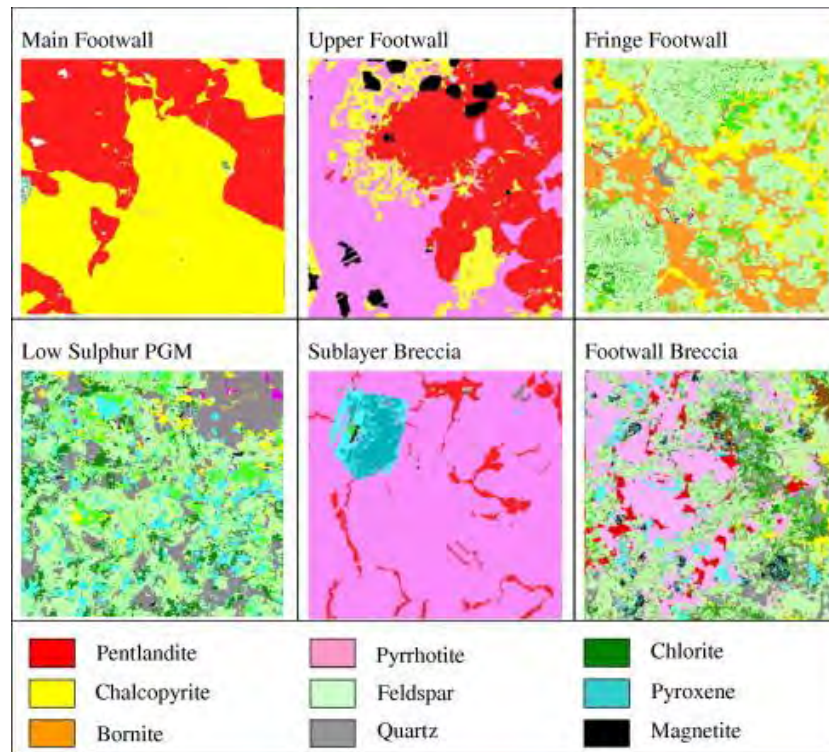 Main Footwall
Upper Footwall
Fringe Footwall
Low Sulphur PGM
Sublayer Breccia
Footwall Breccia
Pentlandite
Pyrrhotite
Chlorite
Chalcopyrite
Feldspar
Pyroxene
Bornite
Quartz
Magnetite